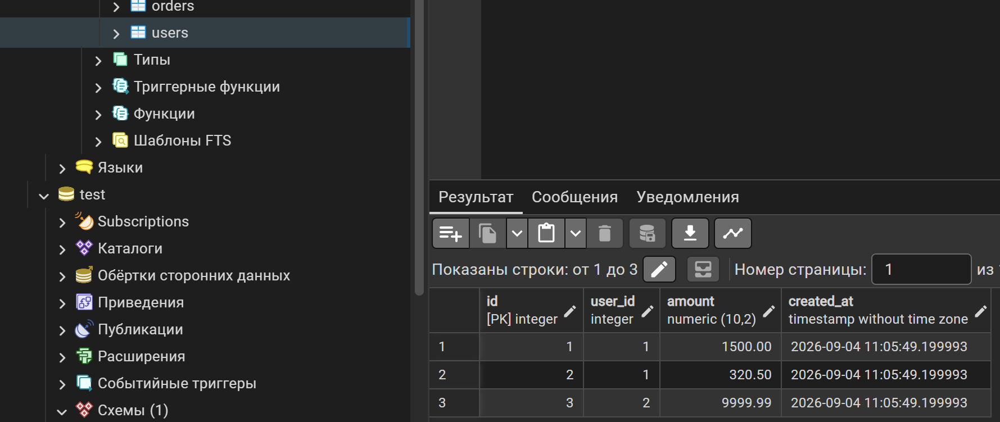 orders
users
Типы
Триггерные функции
Функции
Шаблоны FTS
Языки
test
Subscriptions
Каталоги
Обёртки сторонних данных
Приведения
Публикации
Расширения
Событийные триггеры
Схемы (1)
Результат Сообщения Уведомления
Показаны строки: от 1 до 3 Номер страницы: 1 из
id user_id amount created_at
[PK] integer integer numeric (10,2) timestamp without time zone
1 1 1 1500.00 2026-09-04 11:05:49.199993
2 2 1 320.50 2026-09-04 11:05:49.199993
3 3 2 9999.99 2026-09-04 11:05:49.199993